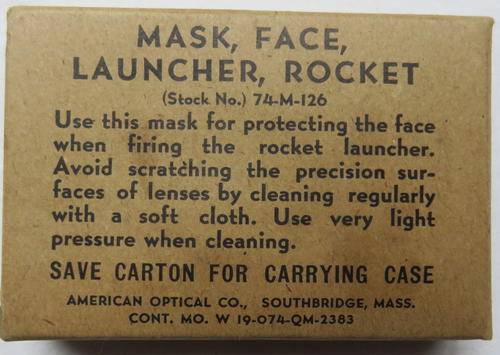 MASK, FACE,
LAUNCHER, ROCKET
(Stock No.) 74-M-126
Use this mask for protecting the face
when firing the rocket launcher.
Avoid scratching the precision sur-
faces of lenses by cleaning regularly
with a soft cloth. Use very light
pressure when cleaning.
SAVE CARTON FOR CARRYING CASE
AMERICAN OPTICAL CO., SOUTHBRIDGE, MASS.
CONT. MO. W 19-074-QM-2383